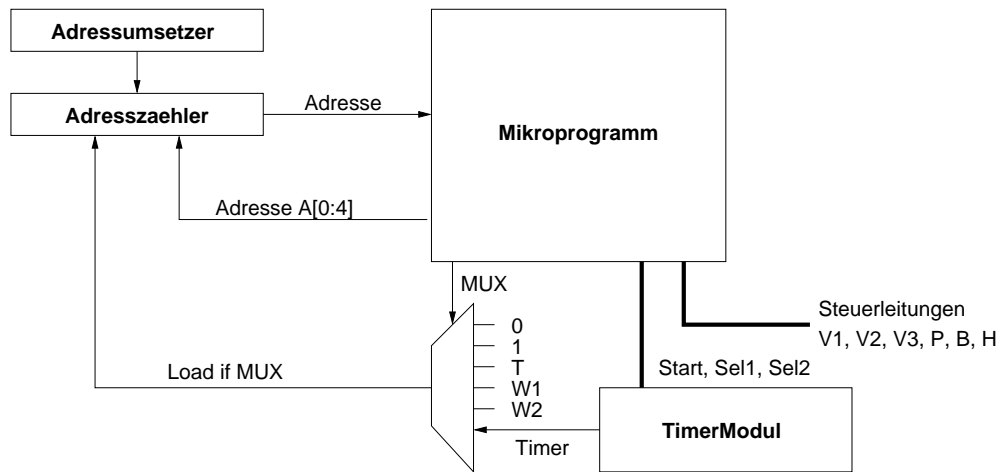 Adressumsetzer
Adresszaehler
Adresse
Mikroprogramm
Adresse A[0:4]
MUX
0
1
T
W1
W2
Load if MUX
Timer
Start, Sel1, Sel2
TimerModul
Steuerleitungen
V1, V2, V3, P, B, H